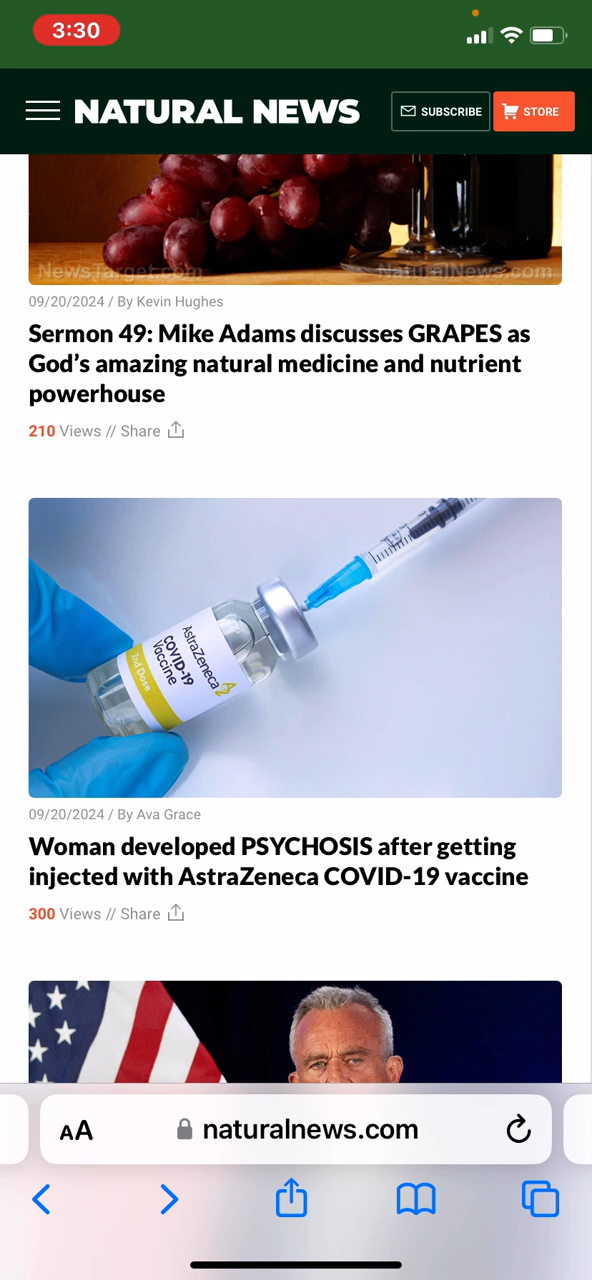 3:30
NATURAL NEWS
SUBSCRIBE
STORE
NewsTarget.com
NaturalNews.com
09/20/2024 / By Kevin Hughes
Sermon 49: Mike Adams discusses GRAPES as
God's amazing natural medicine and nutrient
powerhouse
210 Views // Share
AstraZeneca
COVID-19
Vaccine
2nd Dose
09/20/2024 / By Ava Grace
Woman developed PSYCHOSIS after getting
injected with AstraZeneca COVID-19 vaccine
300 Views // Share
AA
naturalnews.com